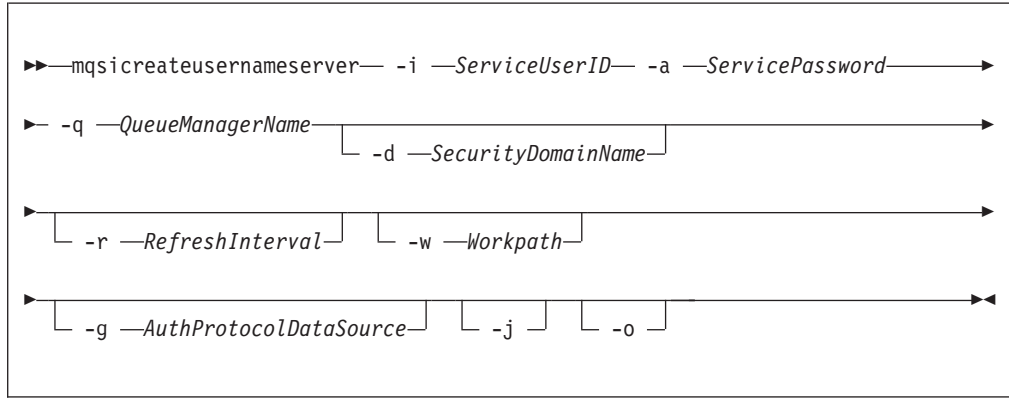 mqsicreateusernameserver -i ServiceUserID -a ServicePassword
-q QueueManagerName
-d SecurityDomainName
-r RefreshInterval -w Workpath
-g AuthProtocolDataSource -j -o